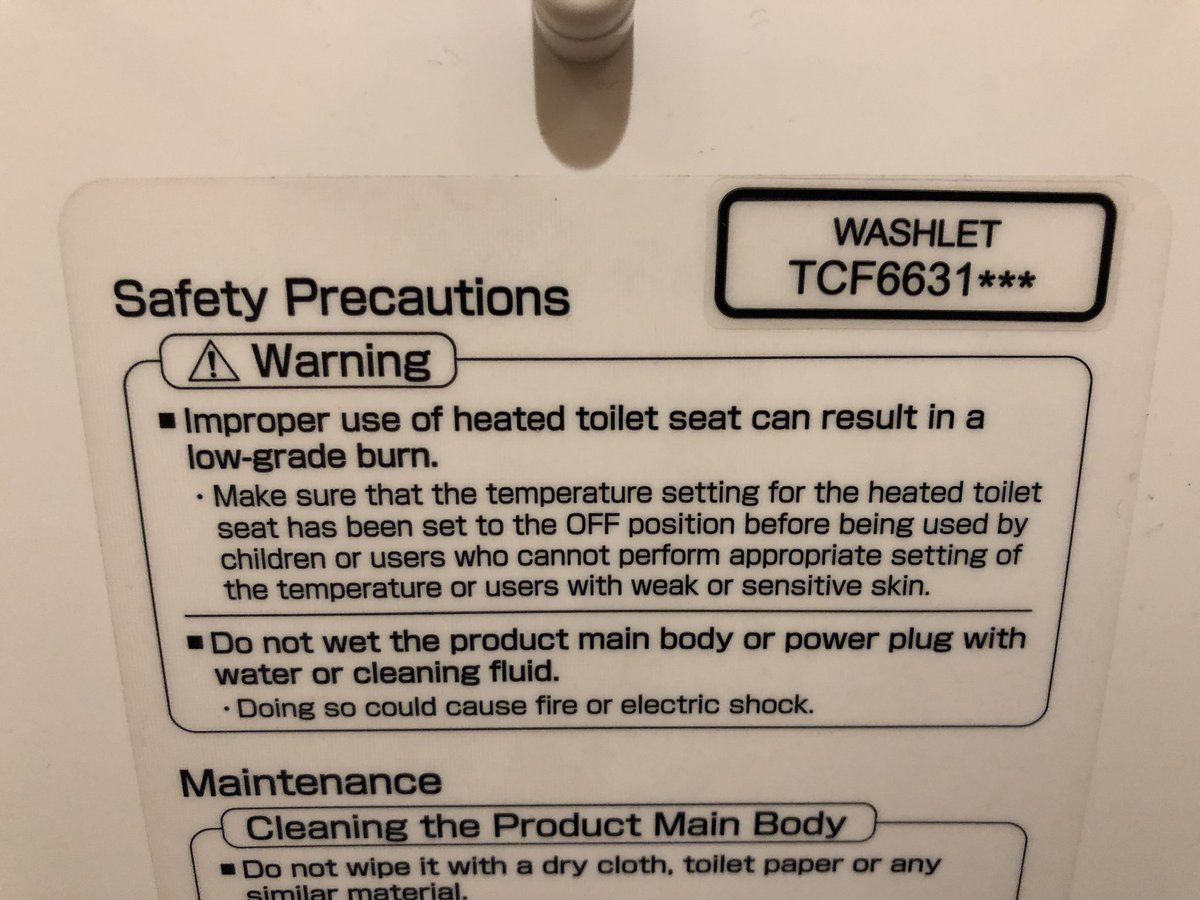 WASHLET
TCF6631***
Safety Precautions
⚠ Warning
■ Improper use of heated toilet seat can result in a
low-grade burn.
・Make sure that the temperature setting for the heated toilet
seat has been set to the OFF position before being used by
children or users who cannot perform appropriate setting of
the temperature or users with weak or sensitive skin.
■ Do not wet the product main body or power plug with
water or cleaning fluid.
・Doing so could cause fire or electric shock.
Maintenance
Cleaning the Product Main Body
■ Do not wipe it with a dry cloth, toilet paper or any
similar material.